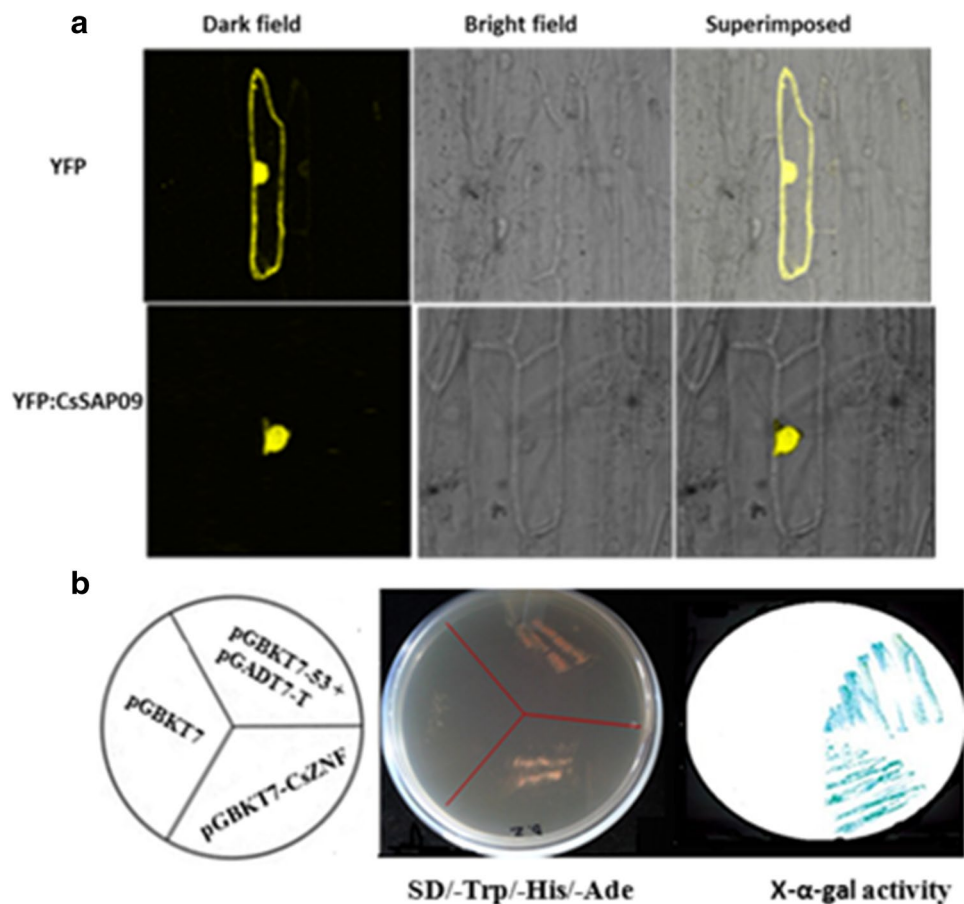 a
Dark field Bright field Superimposed
YFP
YFP:CsSAP09
b
pGBKT7
pGBKT7-53 +
pGADT7-T
pGBKT7-CsZNF
SD/-Trp/-His/-Ade
X-α-gal activity